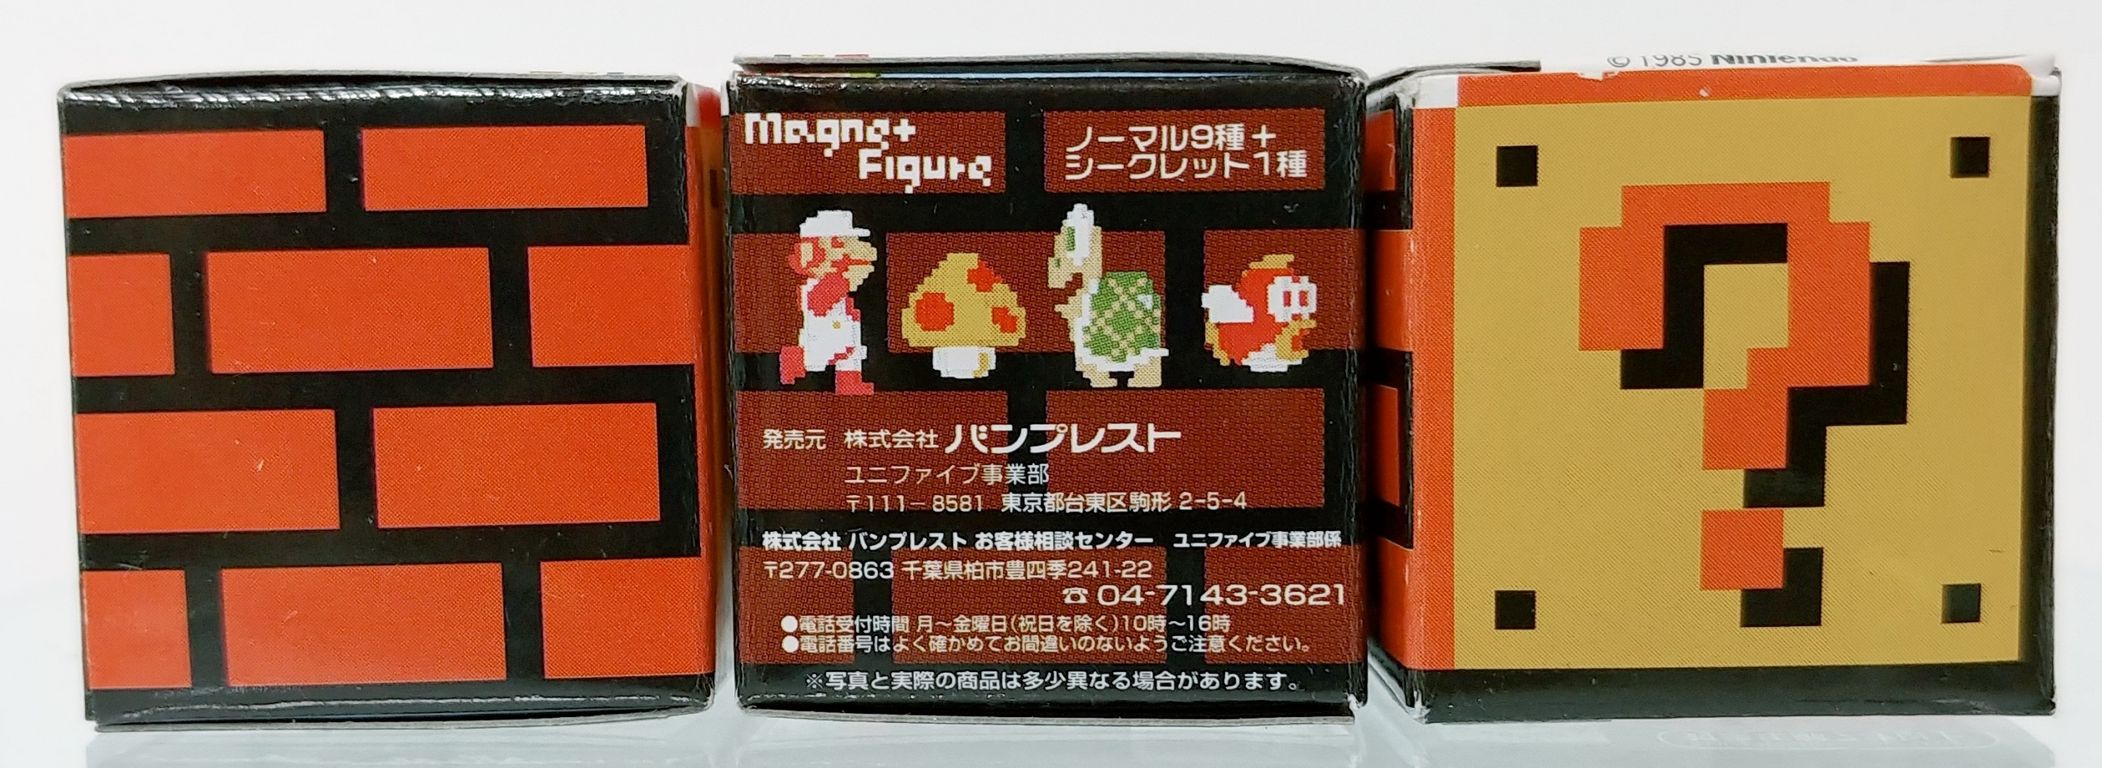 Magnet
Figure
ノーマル9種+
シークレット1種
発売元 株式会社 バンプレスト
ユニファイブ事業部
〒111-8581 東京都台東区駒形 2-5-4
株式会社 バンプレスト お客様相談センター ユニファイブ事業部係
〒277-0863 千葉県柏市豊四季241-22
☎ 04-7143-3621
●電話受付時間 月～金曜日(祝日を除く)10時～16時
●電話番号はよく確かめてお間違いのないようご注意ください。
※写真と実際の商品は多少異なる場合があります。
©1985 Nintendo
?